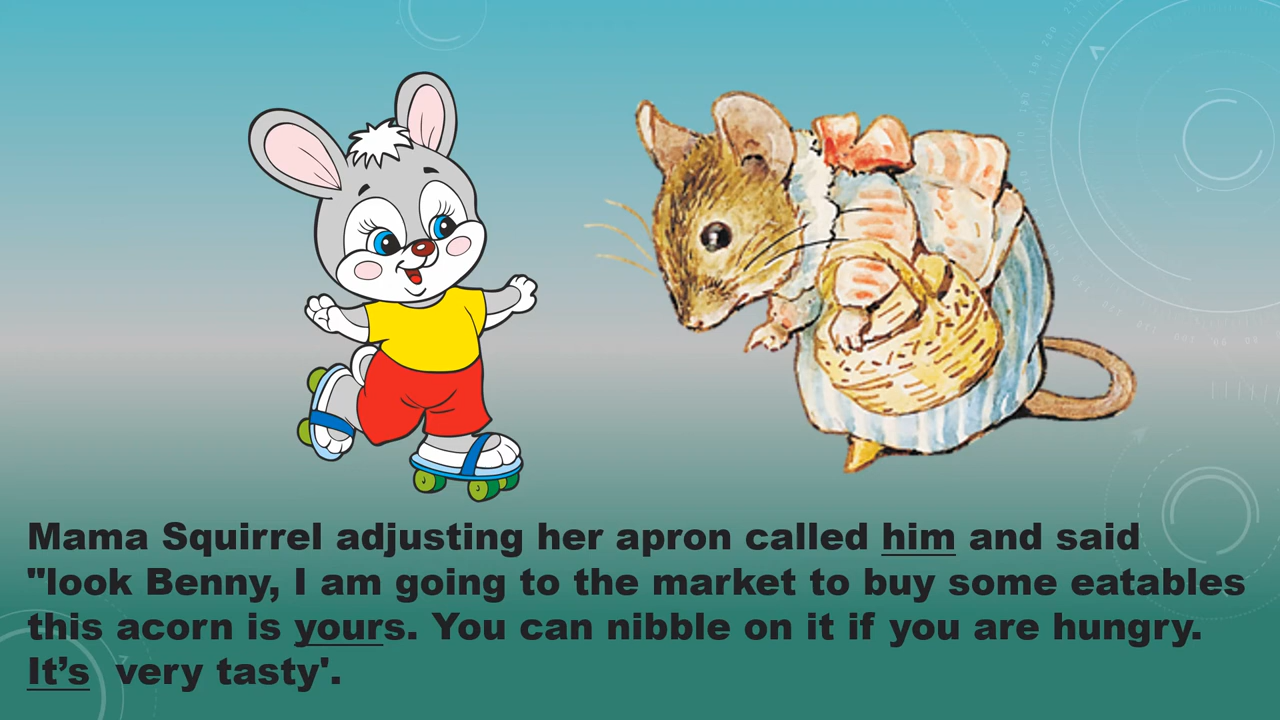 Mama Squirrel adjusting her apron called him and said
"look Benny, I am going to the market to buy some eatables
this acorn is yours. You can nibble on it if you are hungry.
It’s  very tasty'.